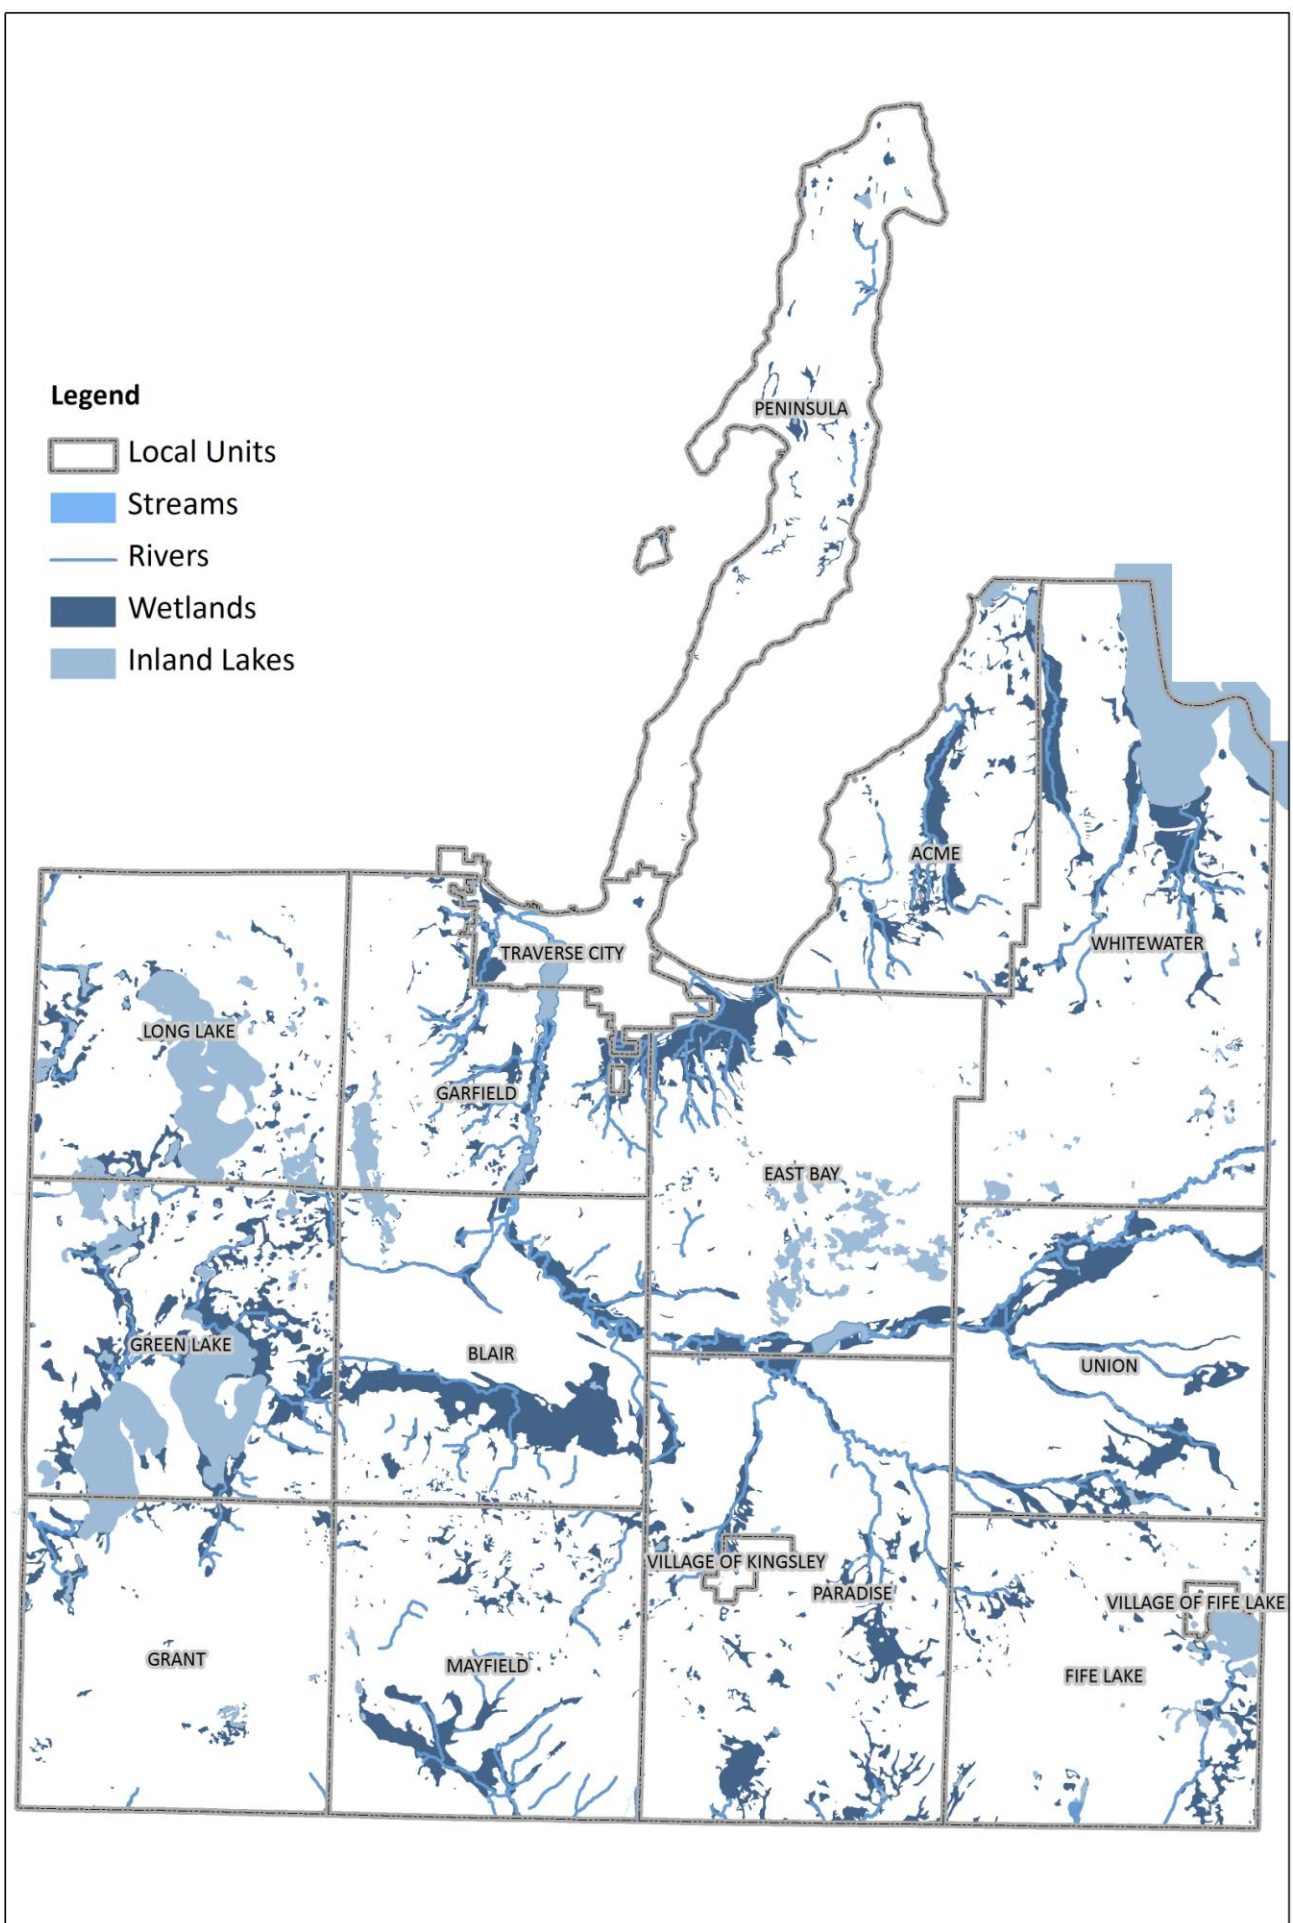 Legend
Local Units
Streams
Rivers
Wetlands
Inland Lakes
PENINSULA
ACME
WHITEWATER
TRAVERSE CITY
LONG LAKE
GARFIELD
EAST BAY
GREEN LAKE
BLAIR
UNION
VILLAGE OF KINGSLEY
PARADISE
VILLAGE OF FIFE LAKE
GRANT
MAYFIELD
FIFE LAKE